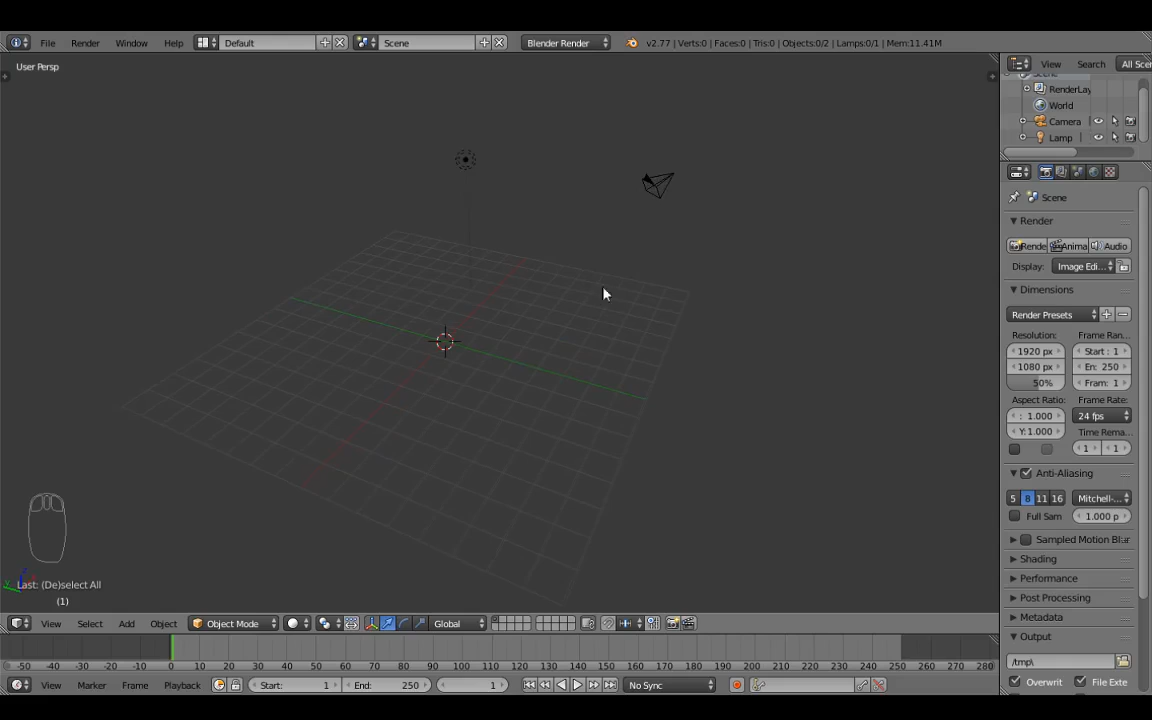 File Render Window Help Default Scene Blender Render v2.77 | Verts:0 | Faces:0 | Tris:0 | Objects:0/2 | Lamps:0/1 | Mem:11.41M
User Persp
View Search All Scer
RenderLay
World
Camera
Lamp
Scene
Render
Rende Anima Audio
Display: Image Edi...
Dimensions
Render Presets
Resolution: Frame Ran...
1920 px Start : 1
1080 px En: 250
50% Fram: 1
Aspect Ratio: Frame Rate:
: 1.000 24 fps
Y: 1.000 Time Rema...
1 1
Anti-Aliasing
5 8 11 16 Mitchell-...
Full Sam 1.000 p
Sampled Motion Blur
Shading
Performance
Post Processing
Metadata
Output
/tmp\
Overwrit File Exte
Last: (De)select All
(1)
View Select Add Object Object Mode Global
-50 -40 -30 -20 -10 0 10 20 30 40 50 60 70 80 90 100 110 120 130 140 150 160 170 180 190 200 210 220 230 240 250 260 270 280
View Marker Frame Playback Start: 1 End: 250 1 No Sync